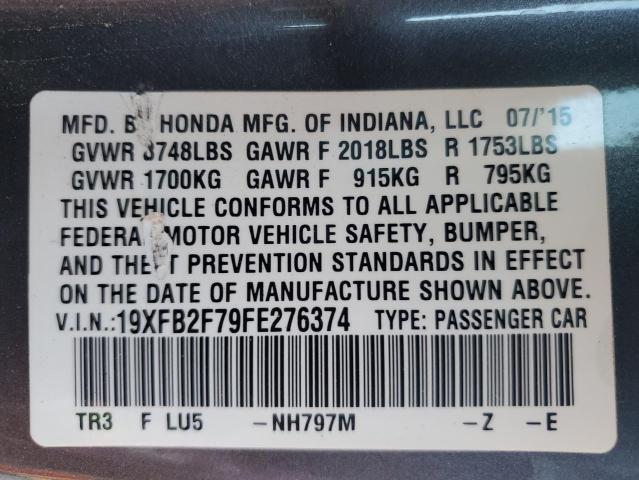 MFD. BY HONDA MFG. OF INDIANA, LLC 07/'15
GVWR 3748LBS GAWR F 2018LBS R 1753LBS
GVWR 1700KG GAWR F 915KG R 795KG
THIS VEHICLE CONFORMS TO ALL APPLICABLE
FEDERAL MOTOR VEHICLE SAFETY, BUMPER,
AND THEFT PREVENTION STANDARDS IN EFFECT
ON THE DATE OF MANUFACTURE SHOWN ABOVE.
V.I.N.:19XFB2F79FE276374 TYPE: PASSENGER CAR
TR3 F LU5 -NH797M -Z -E